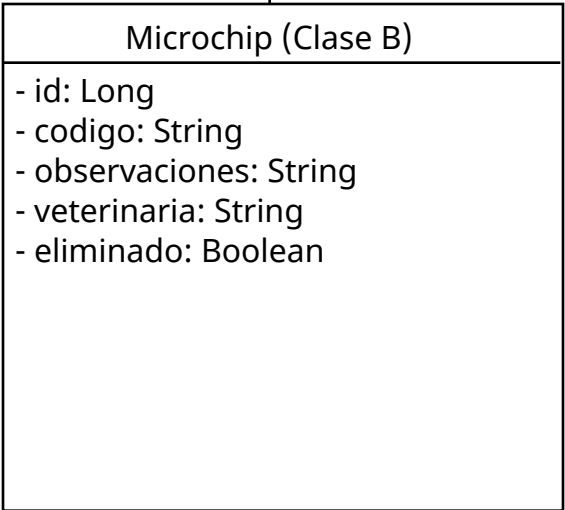 Microchip (Clase B)
- id: Long
- codigo: String
- observaciones: String
- veterinaria: String
- eliminado: Boolean